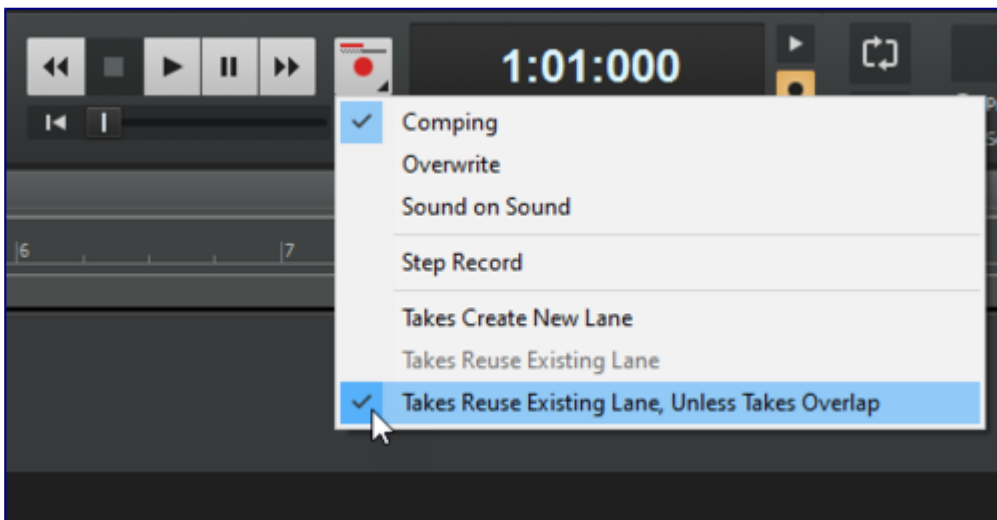 1:01:000
Comping
Overwrite
Sound on Sound
6
7
Step Record
Takes Create New Lane
Takes Reuse Existing Lane
Takes Reuse Existing Lane, Unless Takes Overlap